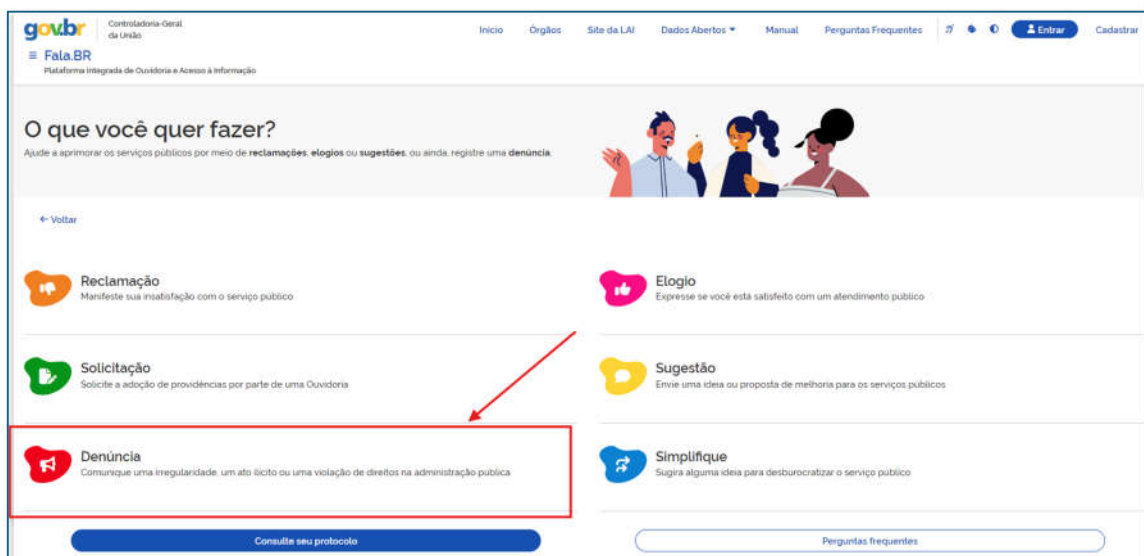 gov.br
Controladoria-Geral
da União
Início Órgãos Site da LAI Dados Abertos Manual Perguntas Frequentes Entrar Cadastrar
Fala.BR
Plataforma Integrada de Ouvidoria e Acesso à Informação
O que você quer fazer?
Ajude a aprimorar os serviços públicos por meio de reclamações, elogios ou sugestões, ou ainda, registre uma denúncia.
← Voltar
Reclamação
Manifeste sua insatisfação com o serviço público
Elogio
Expresse se você está satisfeito com um atendimento público
Solicitação
Solicite a adoção de providências por parte de uma Ouvidoria
Sugestão
Envie uma ideia ou proposta de melhoria para os serviços públicos
Denúncia
Comunique uma irregularidade, um ato ilícito ou uma violação de direitos na administração pública
Simplifique
Sugira alguma ideia para desburocratizar o serviço público
Consulte seu protocolo
Perguntas frequentes